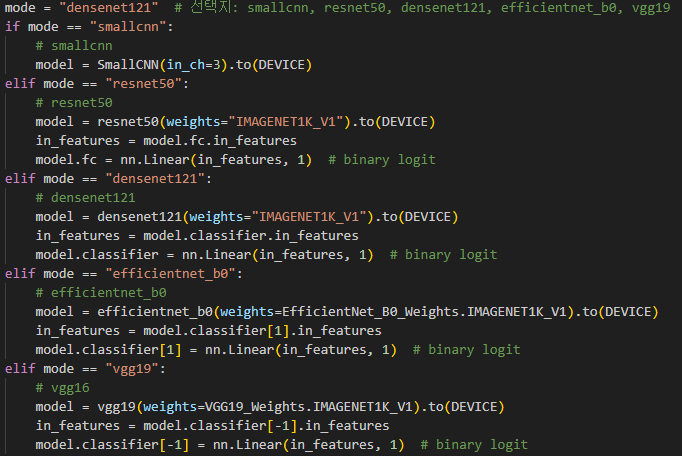 mode = "densenet121"  # 선택지: smallcnn, resnet50, densenet121, efficientnet_b0, vgg19
if mode == "smallcnn":
    # smallcnn
    model = SmallCNN(in_ch=3).to(DEVICE)
elif mode == "resnet50":
    # resnet50
    model = resnet50(weights="IMAGENET1K_V1").to(DEVICE)
    in_features = model.fc.in_features
    model.fc = nn.Linear(in_features, 1)  # binary logit
elif mode == "densenet121":
    # densenet121
    model = densenet121(weights="IMAGENET1K_V1").to(DEVICE)
    in_features = model.classifier.in_features
    model.classifier = nn.Linear(in_features, 1)  # binary logit
elif mode == "efficientnet_b0":
    # efficientnet_b0
    model = efficientnet_b0(weights=EfficientNet_B0_Weights.IMAGENET1K_V1).to(DEVICE)
    in_features = model.classifier[1].in_features
    model.classifier[1] = nn.Linear(in_features, 1)  # binary logit
elif mode == "vgg19":
    # vgg16
    model = vgg19(weights=VGG19_Weights.IMAGENET1K_V1).to(DEVICE)
    in_features = model.classifier[-1].in_features
    model.classifier[-1] = nn.Linear(in_features, 1)  # binary logit